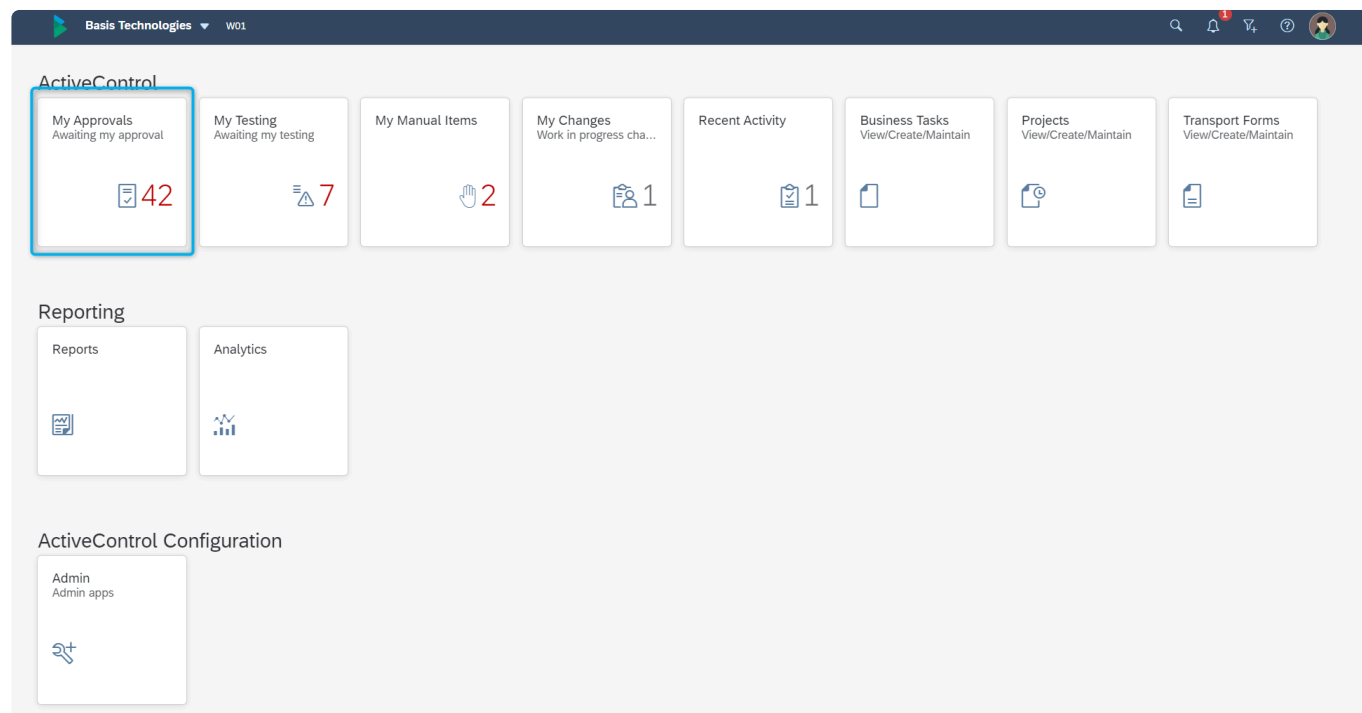 Basis Technologies W01
1
ActiveControl
My Approvals
Awaiting my approval
42
My Testing
Awaiting my testing
7
My Manual Items
2
My Changes
Work in progress cha...
1
Recent Activity
1
Business Tasks
View/Create/Maintain
Projects
View/Create/Maintain
Transport Forms
View/Create/Maintain
Reporting
Reports
Analytics
ActiveControl Configuration
Admin
Admin apps